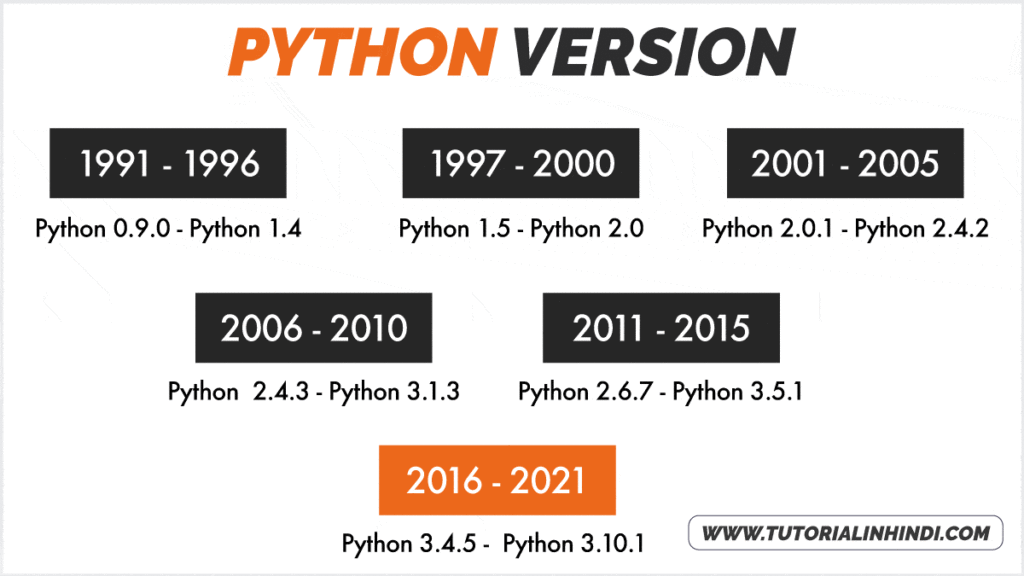 PYTHON VERSION
1991 - 1996
Python 0.9.0 - Python 1.4
1997 - 2000
Python 1.5 - Python 2.0
2001 - 2005
Python 2.0.1 - Python 2.4.2
2006 - 2010
Python 2.4.3 - Python 3.1.3
2011 - 2015
Python 2.6.7 - Python 3.5.1
2016 - 2021
Python 3.4.5 - Python 3.10.1
WWW.TUTORIALINHINDI.COM